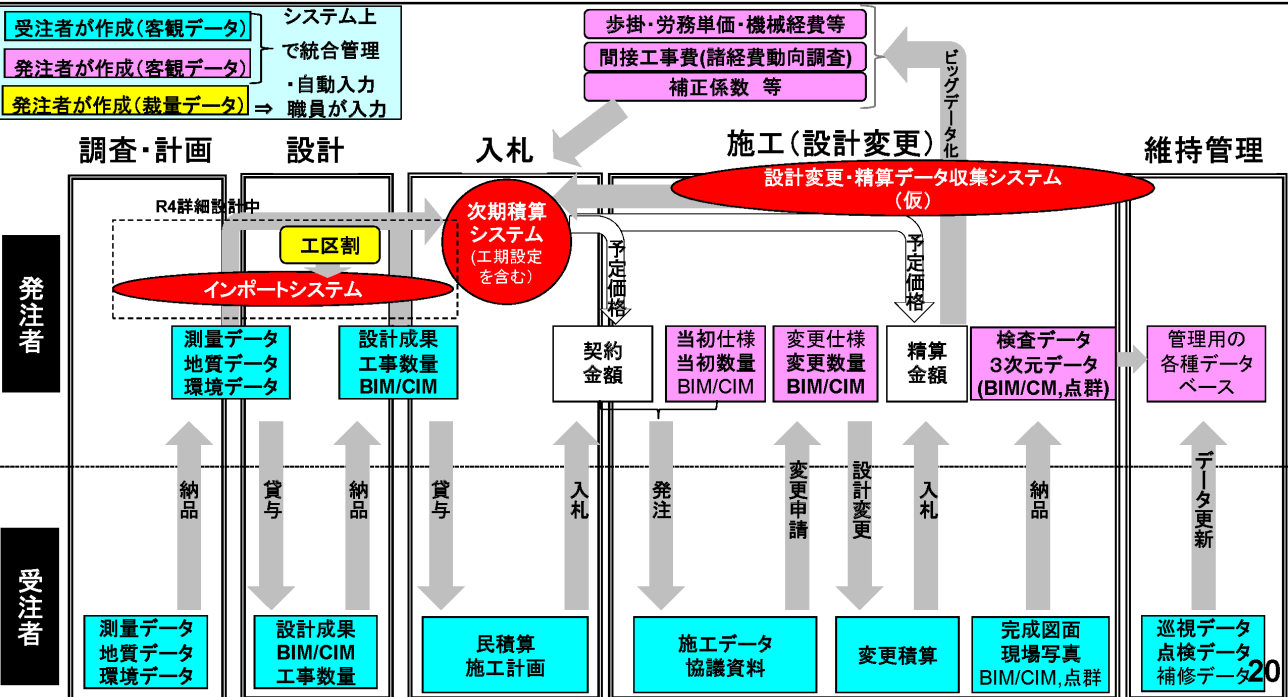 受注者が作成(客観データ)
発注者が作成(客観データ)
発注者が作成(裁量データ)
システム上
で統合管理
・自動入力
⇒ 職員が入力
歩掛・労務単価・機械経費等
間接工事費(諸経費動向調査)
補正係数 等
ビッグデータ化
調査・計画
設計
入札
施工(設計変更)
維持管理
発注者
受注者
R4詳細設計中
工区割
インポートシステム
次期積算
システム
(工期設定
を含む)
設計変更・精算データ収集システム
(仮)
予定価格
予定価格
測量データ
地質データ
環境データ
設計成果
工事数量
BIM/CIM
契約
金額
当初仕様
当初数量
BIM/CIM
変更仕様
変更数量
BIM/CIM
精算
金額
検査データ
3次元データ
(BIM/CM,点群)
管理用の
各種データ
ベース
納品
貸与
納品
貸与
入札
発注
変更申請
設計変更
入札
納品
データ更新
測量データ
地質データ
環境データ
設計成果
BIM/CIM
工事数量
民積算
施工計画
施工データ
協議資料
変更積算
完成図面
現場写真
BIM/CIM,点群
巡視データ
点検データ
補修データ
20